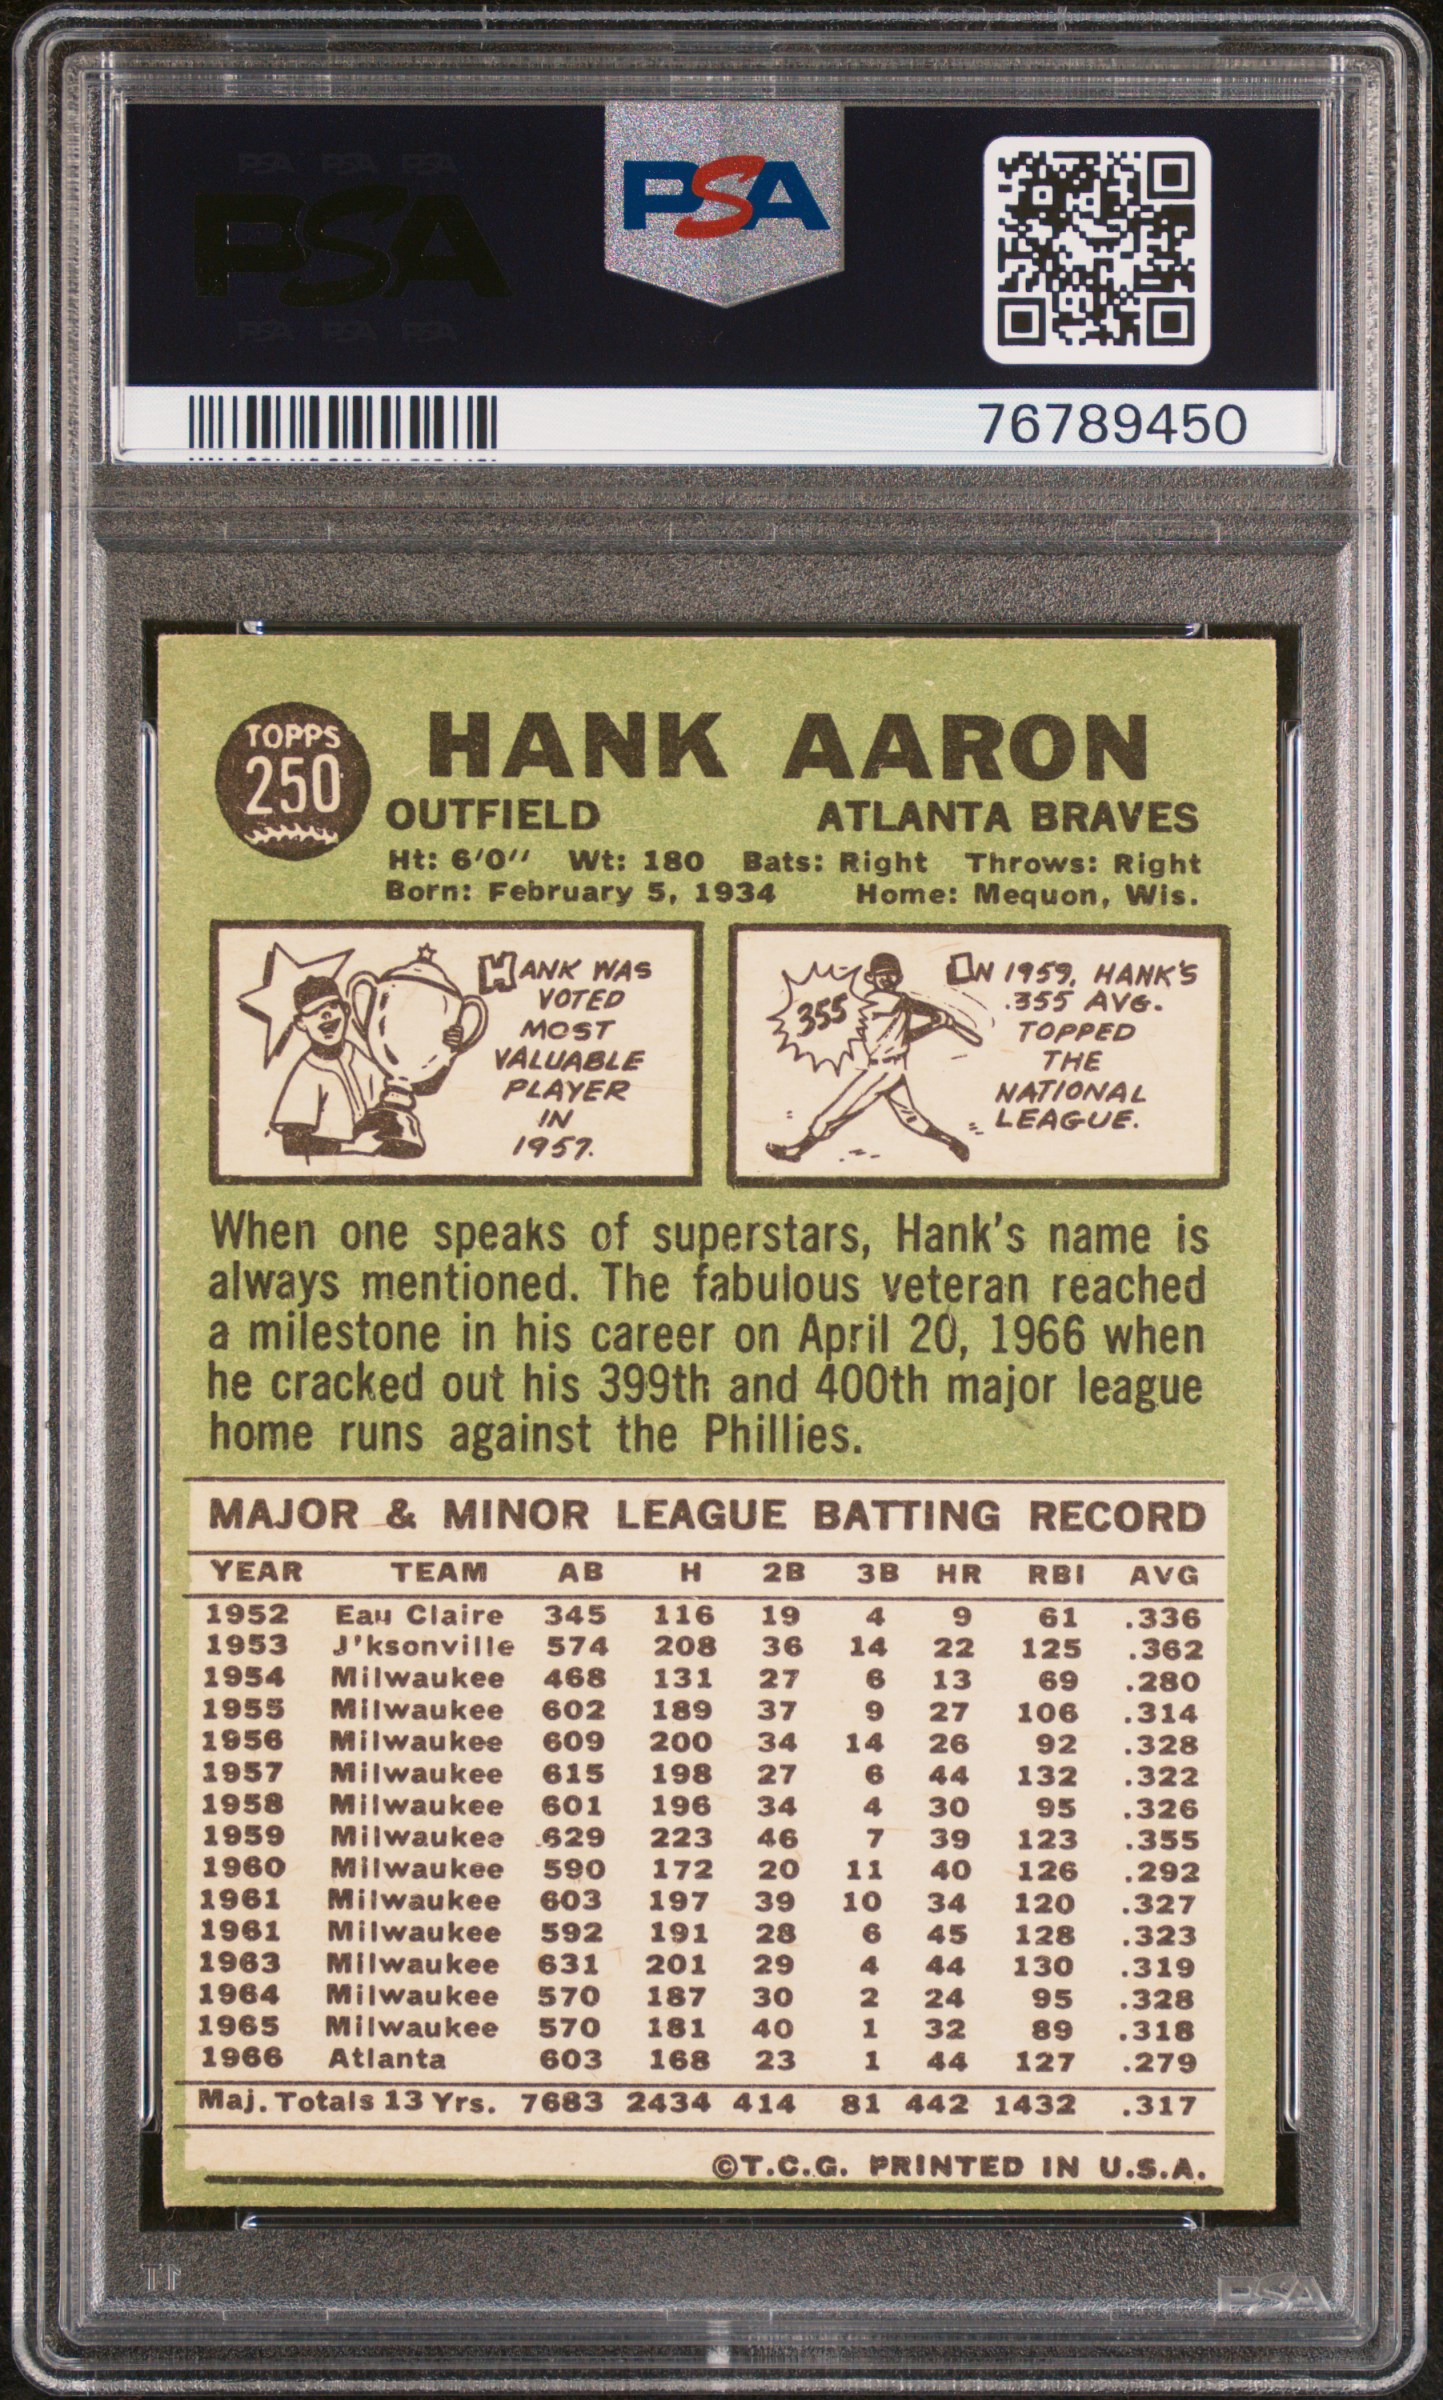 PSA PSA PSA
PSA
PSA PSA PSA
PSA
76789450
TOPPS
250
HANK AARON
OUTFIELD ATLANTA BRAVES
Ht: 6'0" Wt: 180 Bats: Right Throws: Right
Born: February 5, 1934 Home: Mequon, Wis.
HANK WAS
VOTED
MOST
VALUABLE
PLAYER
IN
1957.
355
IN 1959, HANK'S
.355 AVG.
TOPPED
THE
NATIONAL
LEAGUE.
When one speaks of superstars, Hank's name is
always mentioned. The fabulous veteran reached
a milestone in his career on April 20, 1966 when
he cracked out his 399th and 400th major league
home runs against the Phillies.
MAJOR & MINOR LEAGUE BATTING RECORD
YEAR TEAM AB H 2B 3B HR RBI AVG
1952 Eau Claire 345 116 19 4 9 61 .336
1953 J'ksonville 574 208 36 14 22 125 .362
1954 Milwaukee 468 131 27 6 13 69 .280
1955 Milwaukee 602 189 37 9 27 106 .314
1956 Milwaukee 609 200 34 14 26 92 .328
1957 Milwaukee 615 198 27 6 44 132 .322
1958 Milwaukee 601 196 34 4 30 95 .326
1959 Milwaukee 629 223 46 7 39 123 .355
1960 Milwaukee 590 172 20 11 40 126 .292
1961 Milwaukee 603 197 39 10 34 120 .327
1961 Milwaukee 592 191 28 6 45 128 .323
1963 Milwaukee 631 201 29 4 44 130 .319
1964 Milwaukee 570 187 30 2 24 95 .328
1965 Milwaukee 570 181 40 1 32 89 .318
1966 Atlanta 603 168 23 1 44 127 .279
Maj. Totals 13 Yrs. 7683 2434 414 81 442 1432 .317
©T.C.G. PRINTED IN U.S.A.
PSA